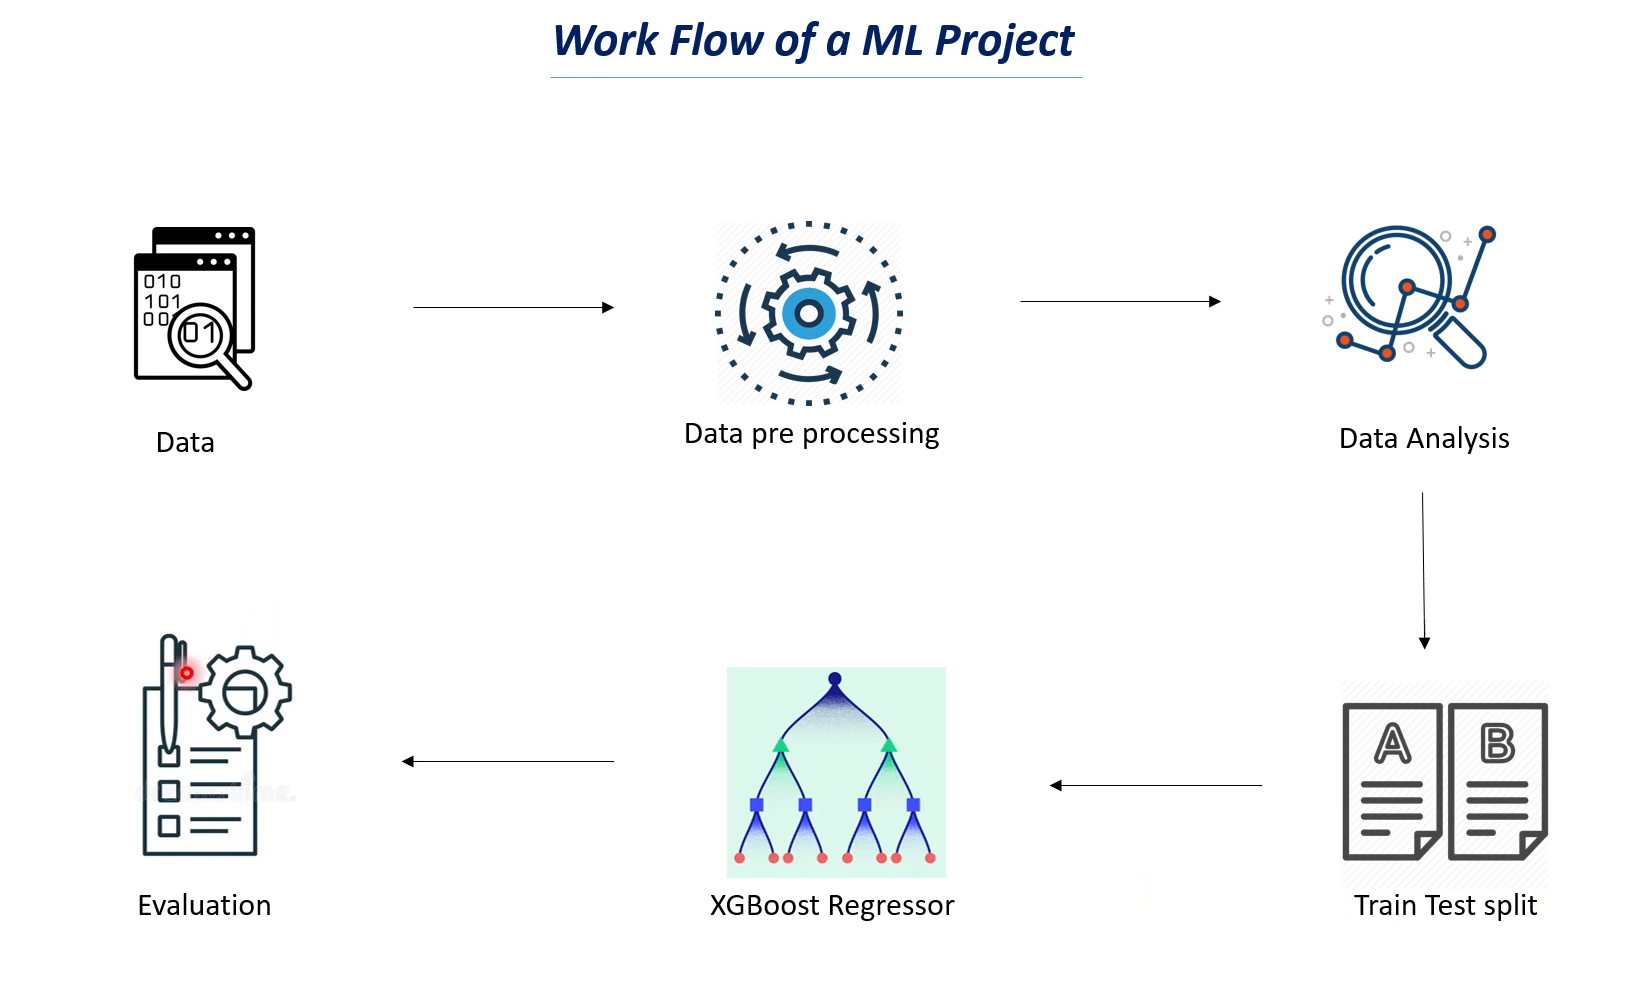 Work Flow of a ML Project
010
101
00
01
Data
Data pre processing
Data Analysis
A
B
Evaluation
XGBoost Regressor
Train Test split